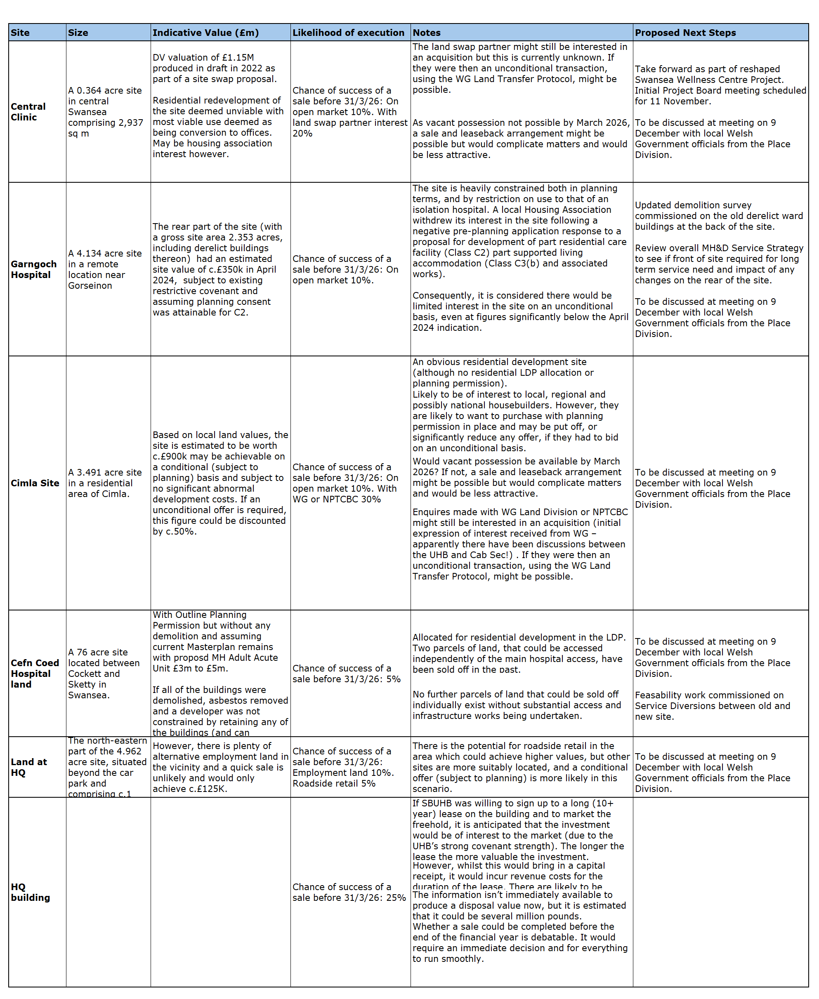 Site
Size
Indicative Value (£m)
Likelihood of execution
Notes
Proposed Next Steps
Central
Clinic
A 0.364 acre site
in central
Swansea
comprising 2,937
sq m
DV valuation of £1.15M
produced in draft in 2022 as
part of a site swap proposal.
Residential redevelopment of
the site deemed unviable with
most viable use deemed as
being conversion to offices.
May be housing association
interest however.
Chance of success of a
sale before 31/3/26: On
open market 10%. With
land swap partner interest
20%
The land swap partner might still be interested in
an acquisition but this is currently unknown. If
they were then an unconditional transaction,
using the WG Land Transfer Protocol, might be
possible.
As vacant possession not possible by March 2026,
a sale and leaseback arrangement might be
possible but would complicate matters and would
be less attractive.
Take forward as part of reshaped
Swansea Wellness Centre Project.
Initial Project Board meeting scheduled
for 11 November.
To be discussed at meeting on 9
December with local Welsh
Government officials from the Place
Division.
Garngoch
Hospital
A 4.134 acre site
in a remote
location near
Gorseinon
The rear part of the site (with
a gross site area 2.353 acres,
including derelict buildings
thereon)  had an estimated
site value of c.£350k in April
2024,  subject to existing
restrictive covenant and
assuming planning consent
was attainable for C2.
Chance of success of a
sale before 31/3/26: On
open market 10%.
The site is heavily constrained both in planning
terms, and by restriction on use to that of an
isolation hospital. A local Housing Association
withdrew its interest in the site following a
negative pre-planning application response to a
proposal for development of part residential care
facility (Class C2) part supported living
accommodation (Class C3(b) and associated
works).
Consequently, it is considered there would be
limited interest in the site on an unconditional
basis, even at figures significantly below the April
2024 indication.
Updated demolition survey
commissioned on the old derelict ward
buildings at the back of the site.
Review overall MH&D Service Strategy
to see if front of site required for long
term service need and impact of any
changes on the rear of the site.
To be discussed at meeting on 9
December with local Welsh
Government officials from the Place
Division.
Cimla Site
A 3.491 acre site
in a residential
area of Cimla.
Based on local land values, the
site is estimated to be worth
c.£900k may be achievable on
a conditional (subject to
planning) basis and subject to
no significant abnormal
development costs. If an
unconditional offer is required,
this figure could be discounted
by c.50%.
Chance of success of a
sale before 31/3/26: On
open market 10%. With
WG or NPTCBC 30%
An obvious residential development site
(although no residential LDP allocation or
planning permission).
Likely to be of interest to local, regional and
possibly national housebuilders. However, they
are likely to want to purchase with planning
permission in place and may be put off, or
significantly reduce any offer, if they had to bid
on an unconditional basis.
Would vacant possession be available by March
2026? If not, a sale and leaseback arrangement
might be possible but would complicate matters
and would be less attractive.
Enquires made with WG Land Division or NPTCBC
might still be interested in an acquisition (initial
expression of interest received from WG –
apparently there have been discussions between
the UHB and Cab Sec!) . If they were then an
unconditional transaction, using the WG Land
Transfer Protocol, might be possible.
To be discussed at meeting on 9
December with local Welsh
Government officials from the Place
Division.
Cefn Coed
Hospital
land
A 76 acre site
located between
Cockett and
Sketty in
Swansea.
With Outline Planning
Permission but without any
demolition and assuming
current Masterplan remains
with proposd MH Adult Acute
Unit £3m to £5m.
If all of the buildings were
demolished, asbestos removed
and a developer was not
constrained by retaining any of
the buildings (and can
Chance of success of a
sale before 31/3/26: 5%
Allocated for residential development in the LDP.
Two parcels of land, that could be accessed
independently of the main hospital access, have
been sold off in the past.
No further parcels of land that could be sold off
individually exist without substantial access and
infrastructure works being undertaken.
To be discussed at meeting on 9
December with local Welsh
Government officials from the Place
Division.
Feasability work commissioned on
Service Diversions between old and
new site.
Land at
HQ
The north-eastern
part of the 4.962
acre site, situated
beyond the car
park and
comprising c.1
However, there is plenty of
alternative employment land in
the vicinity and a quick sale is
unlikely and would only
achieve c.£125K.
Chance of success of a
sale before 31/3/26:
Employment land 10%.
Roadside retail 5%
There is the potential for roadside retail in the
area which could achieve higher values, but other
sites are more suitably located, and a conditional
offer (subject to planning) is more likely in this
scenario.
To be discussed at meeting on 9
December with local Welsh
Government officials from the Place
Division.
HQ
building
Chance of success of a
sale before 31/3/26: 25%
If SBUHB was willing to sign up to a long (10+
year) lease on the building and to market the
freehold, it is anticipated that the investment
would be of interest to the market (due to the
UHB’s strong covenant strength). The longer the
lease the more valuable the investment.
However, whilst this would bring in a capital
receipt, it would incur revenue costs for the
duration of the lease. There are likely to be
The information isn’t immediately available to
produce a disposal value now, but it is estimated
that it could be several million pounds.
Whether a sale could be completed before the
end of the financial year is debatable. It would
require an immediate decision and for everything
to run smoothly.